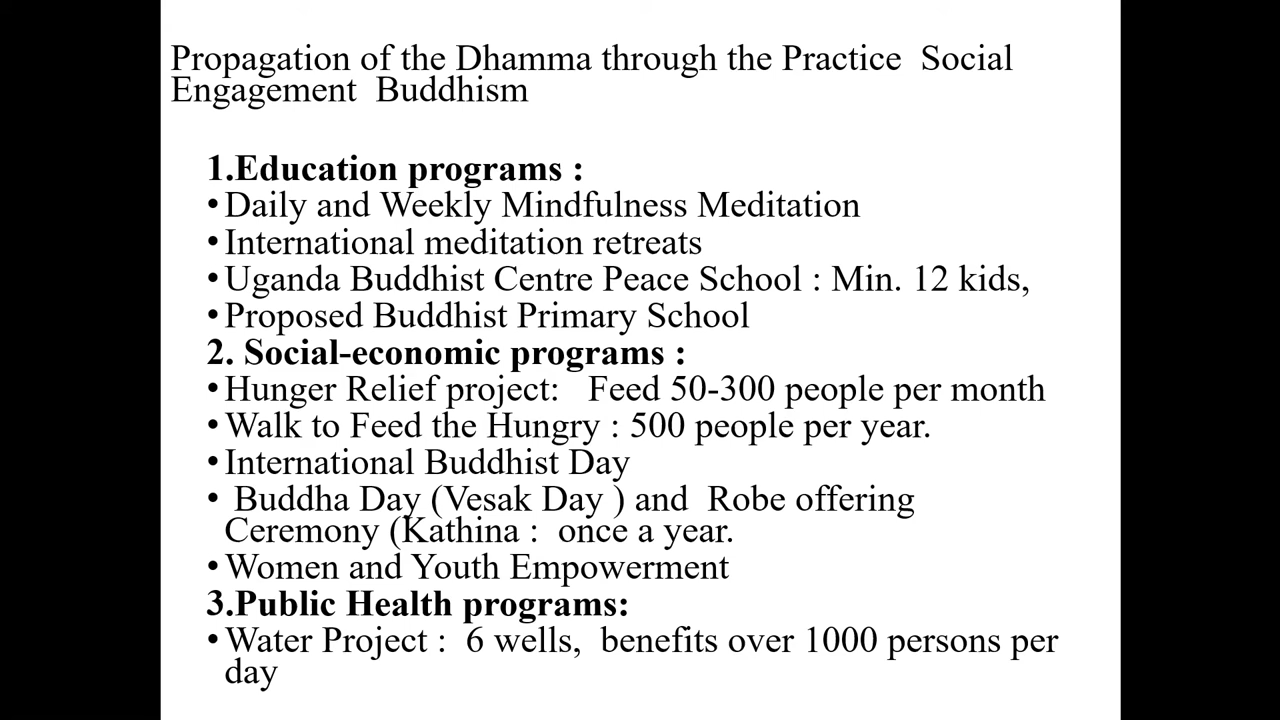 Propagation of the Dhamma through the Practice  Social
Engagement  Buddhism
1.Education programs :
•Daily and Weekly Mindfulness Meditation
•International meditation retreats
•Uganda Buddhist Centre Peace School : Min. 12 kids,
•Proposed Buddhist Primary School
2. Social-economic programs :
•Hunger Relief project:   Feed 50-300 people per month
•Walk to Feed the Hungry : 500 people per year.
•International Buddhist Day
• Buddha Day (Vesak Day ) and  Robe offering
Ceremony (Kathina :  once a year.
•Women and Youth Empowerment
3.Public Health programs:
•Water Project :  6 wells,  benefits over 1000 persons per
day